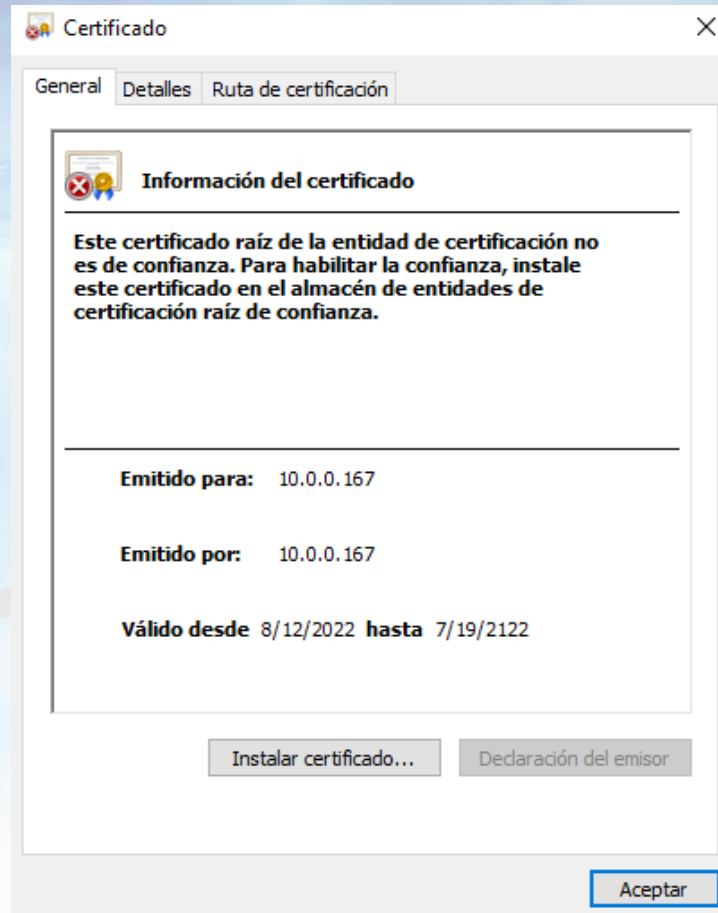 Certificado
General Detalles Ruta de certificación
Información del certificado
Este certificado raíz de la entidad de certificación no
es de confianza. Para habilitar la confianza, instale
este certificado en el almacén de entidades de
certificación raíz de confianza.
Emitido para: 10.0.0.167
Emitido por: 10.0.0.167
Válido desde 8/12/2022 hasta 7/19/2122
Instalar certificado... Declaración del emisor
Aceptar